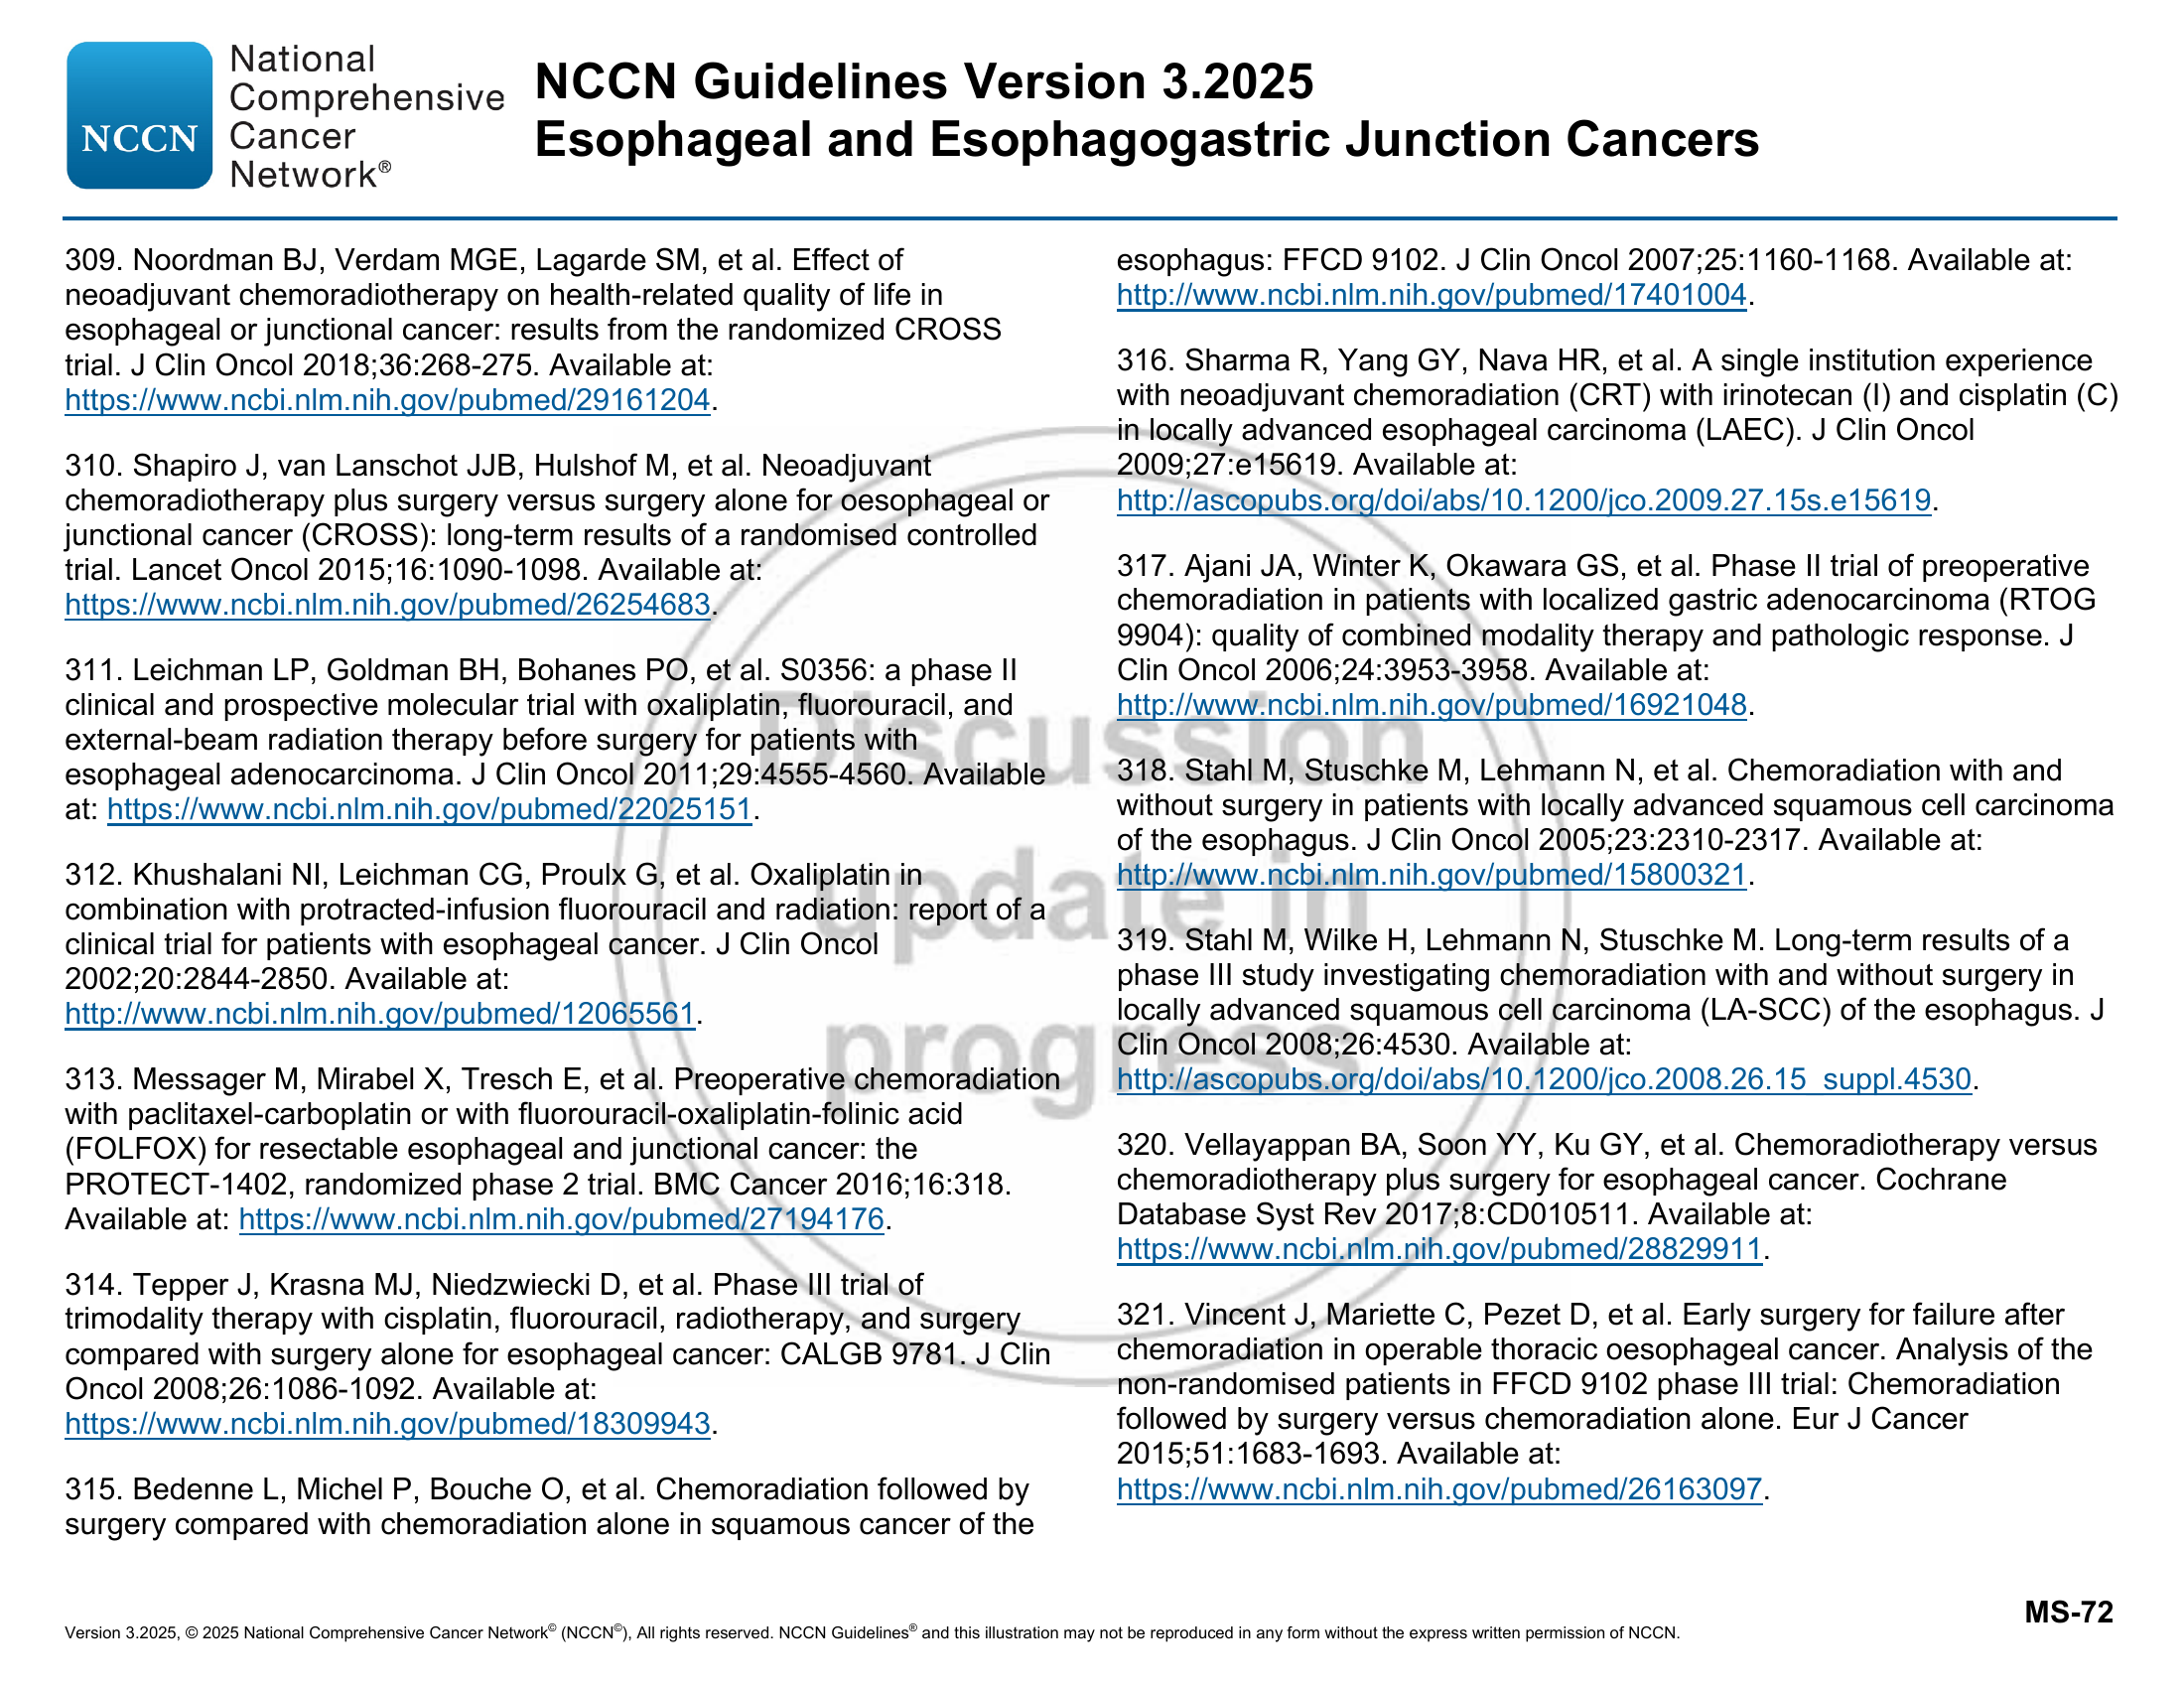 NCCN
National
Comprehensive
Cancer
Network®
NCCN Guidelines Version 3.2025
Esophageal and Esophagogastric Junction Cancers
309. Noordman BJ, Verdam MGE, Lagarde SM, et al. Effect of
neoadjuvant chemoradiotherapy on health-related quality of life in
esophageal or junctional cancer: results from the randomized CROSS
trial. J Clin Oncol 2018;36:268-275. Available at:
https://www.ncbi.nlm.nih.gov/pubmed/29161204.
310. Shapiro J, van Lanschot JJB, Hulshof M, et al. Neoadjuvant
chemoradiotherapy plus surgery versus surgery alone for oesophageal or
junctional cancer (CROSS): long-term results of a randomised controlled
trial. Lancet Oncol 2015;16:1090-1098. Available at:
https://www.ncbi.nlm.nih.gov/pubmed/26254683.
311. Leichman LP, Goldman BH, Bohanes PO, et al. S0356: a phase II
clinical and prospective molecular trial with oxaliplatin, fluorouracil, and
external-beam radiation therapy before surgery for patients with
esophageal adenocarcinoma. J Clin Oncol 2011;29:4555-4560. Available
at: https://www.ncbi.nlm.nih.gov/pubmed/22025151.
312. Khushalani NI, Leichman CG, Proulx G, et al. Oxaliplatin in
combination with protracted-infusion fluorouracil and radiation: report of a
clinical trial for patients with esophageal cancer. J Clin Oncol
2002;20:2844-2850. Available at:
http://www.ncbi.nlm.nih.gov/pubmed/12065561.
313. Messager M, Mirabel X, Tresch E, et al. Preoperative chemoradiation
with paclitaxel-carboplatin or with fluorouracil-oxaliplatin-folinic acid
(FOLFOX) for resectable esophageal and junctional cancer: the
PROTECT-1402, randomized phase 2 trial. BMC Cancer 2016;16:318.
Available at: https://www.ncbi.nlm.nih.gov/pubmed/27194176.
314. Tepper J, Krasna MJ, Niedzwiecki D, et al. Phase III trial of
trimodality therapy with cisplatin, fluorouracil, radiotherapy, and surgery
compared with surgery alone for esophageal cancer: CALGB 9781. J Clin
Oncol 2008;26:1086-1092. Available at:
https://www.ncbi.nlm.nih.gov/pubmed/18309943.
315. Bedenne L, Michel P, Bouche O, et al. Chemoradiation followed by
surgery compared with chemoradiation alone in squamous cancer of the
esophagus: FFCD 9102. J Clin Oncol 2007;25:1160-1168. Available at:
http://www.ncbi.nlm.nih.gov/pubmed/17401004.
316. Sharma R, Yang GY, Nava HR, et al. A single institution experience
with neoadjuvant chemoradiation (CRT) with irinotecan (I) and cisplatin (C)
in locally advanced esophageal carcinoma (LAEC). J Clin Oncol
2009;27:e15619. Available at:
http://ascopubs.org/doi/abs/10.1200/jco.2009.27.15s.e15619.
317. Ajani JA, Winter K, Okawara GS, et al. Phase II trial of preoperative
chemoradiation in patients with localized gastric adenocarcinoma (RTOG
9904): quality of combined modality therapy and pathologic response. J
Clin Oncol 2006;24:3953-3958. Available at:
http://www.ncbi.nlm.nih.gov/pubmed/16921048.
318. Stahl M, Stuschke M, Lehmann N, et al. Chemoradiation with and
without surgery in patients with locally advanced squamous cell carcinoma
of the esophagus. J Clin Oncol 2005;23:2310-2317. Available at:
http://www.ncbi.nlm.nih.gov/pubmed/15800321.
319. Stahl M, Wilke H, Lehmann N, Stuschke M. Long-term results of a
phase III study investigating chemoradiation with and without surgery in
locally advanced squamous cell carcinoma (LA-SCC) of the esophagus. J
Clin Oncol 2008;26:4530. Available at:
http://ascopubs.org/doi/abs/10.1200/jco.2008.26.15_suppl.4530.
320. Vellayappan BA, Soon YY, Ku GY, et al. Chemoradiotherapy versus
chemoradiotherapy plus surgery for esophageal cancer. Cochrane
Database Syst Rev 2017;8:CD010511. Available at:
https://www.ncbi.nlm.nih.gov/pubmed/28829911.
321. Vincent J, Mariette C, Pezet D, et al. Early surgery for failure after
chemoradiation in operable thoracic oesophageal cancer. Analysis of the
non-randomised patients in FFCD 9102 phase III trial: Chemoradiation
followed by surgery versus chemoradiation alone. Eur J Cancer
2015;51:1683-1693. Available at:
https://www.ncbi.nlm.nih.gov/pubmed/26163097.
Discussion
update in
progress
MS-72
Version 3.2025, © 2025 National Comprehensive Cancer Network© (NCCN©), All rights reserved. NCCN Guidelines® and this illustration may not be reproduced in any form without the express written permission of NCCN.